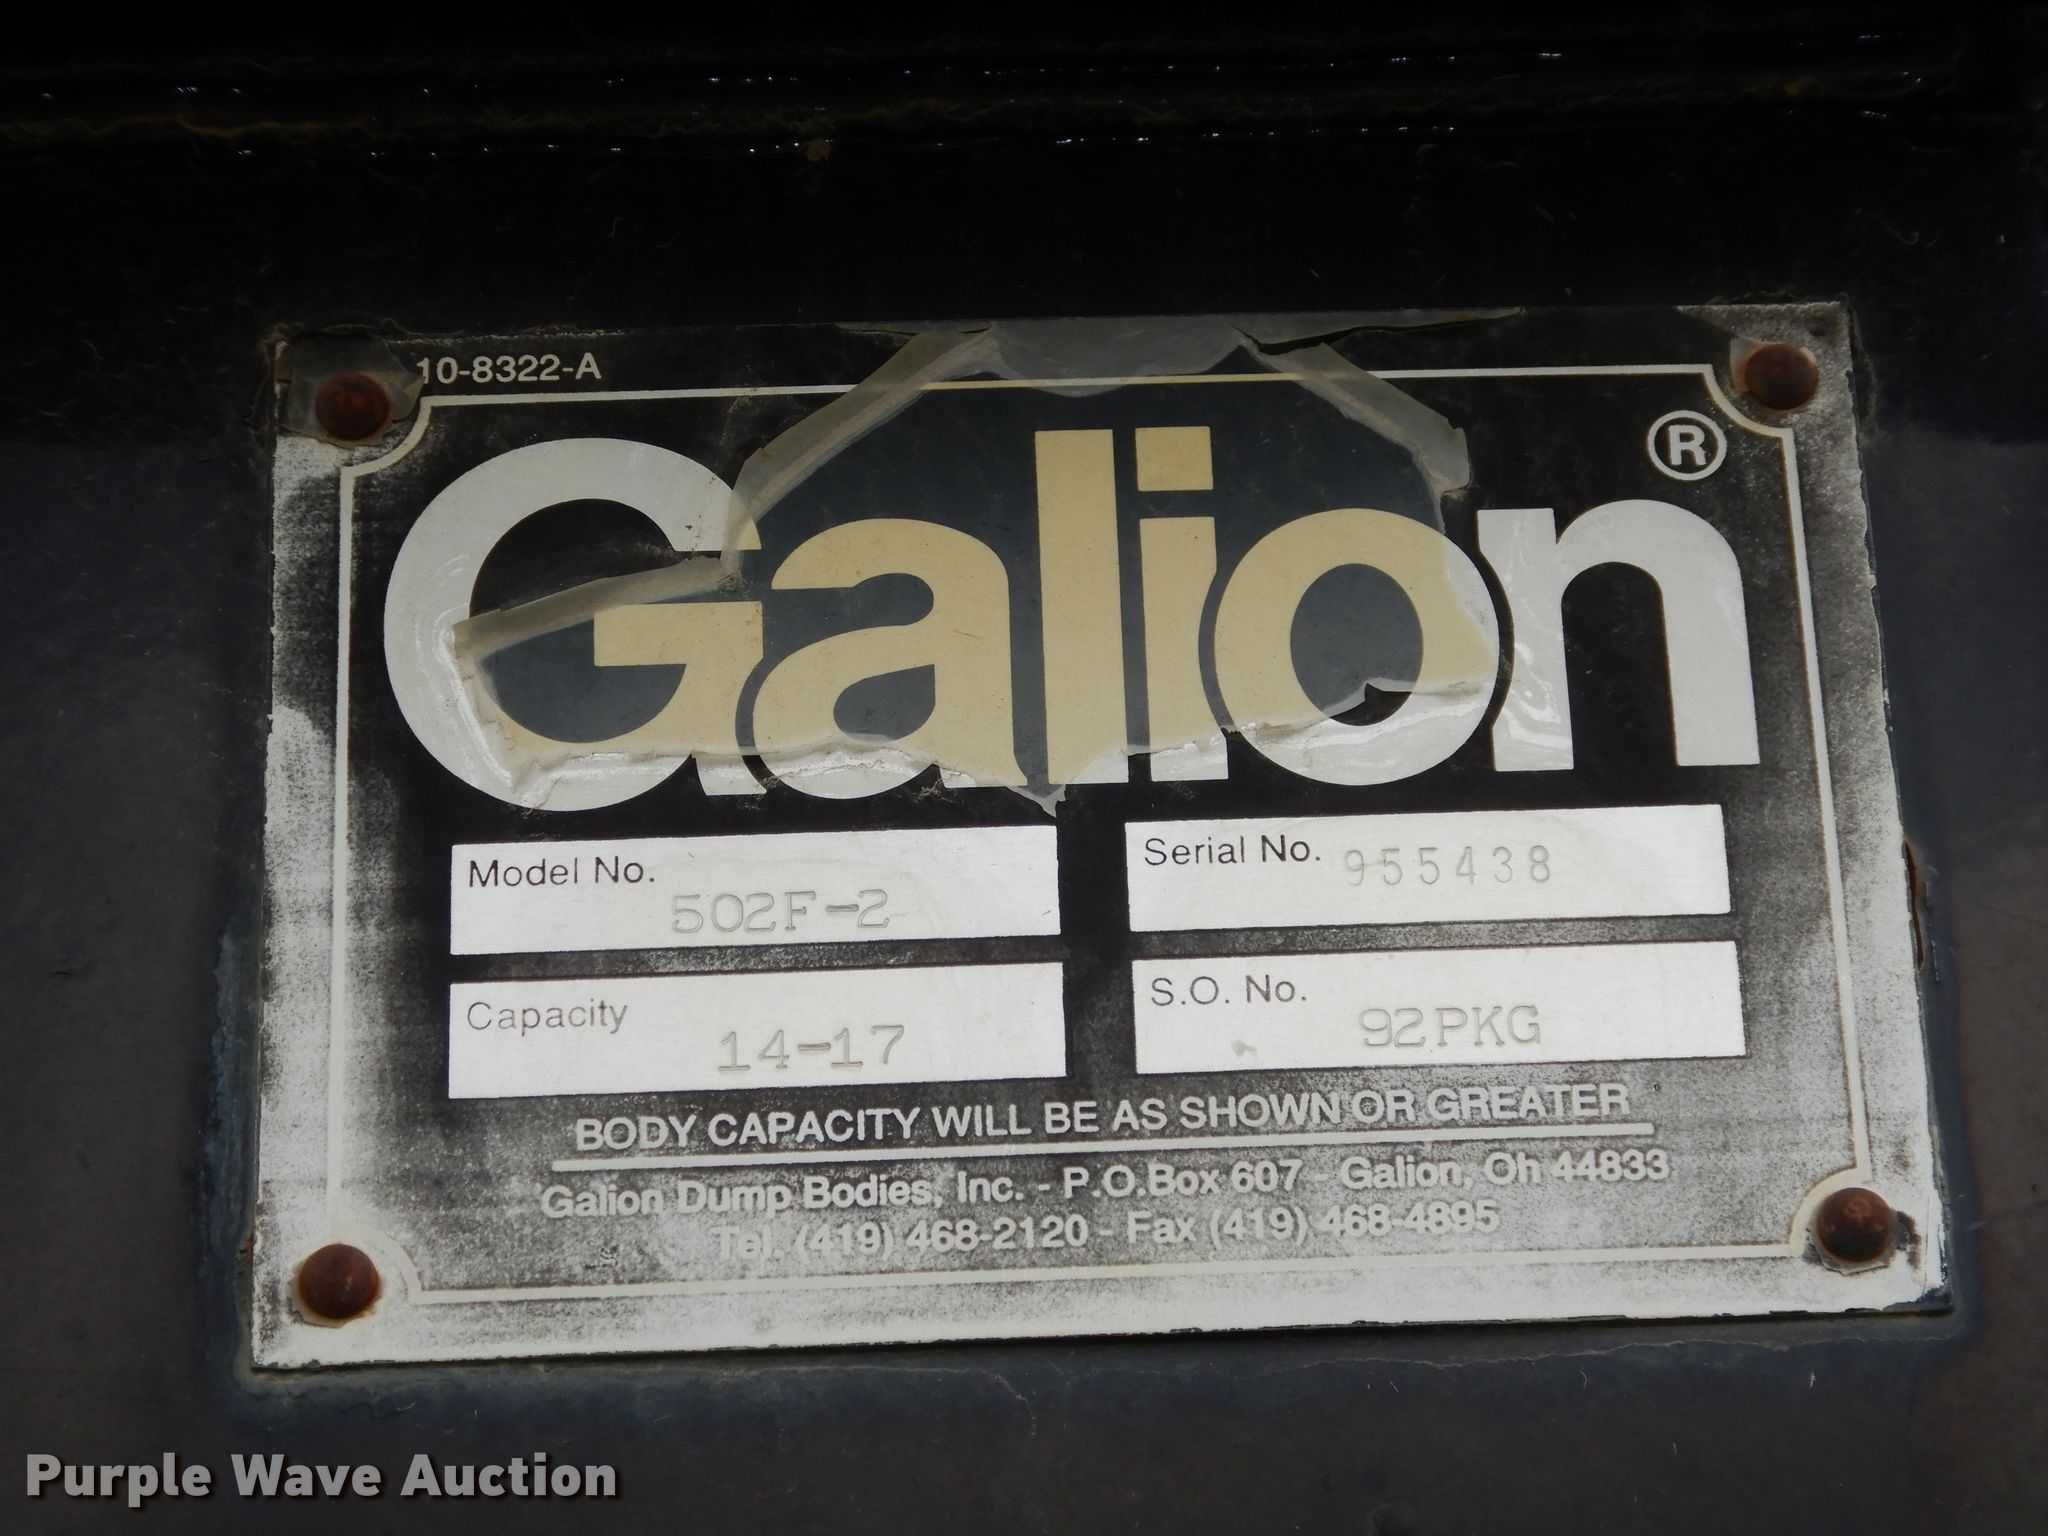 10-8322-A
Galion ®
Model No.
502F-2
Serial No. 955438
Capacity
14-17
S.O. No.
92PKG
BODY CAPACITY WILL BE AS SHOWN OR GREATER
Galion Dump Bodies, Inc. - P.O.Box 607 - Galion, Oh 44833
Tel. (419) 468-2120 - Fax (419) 468-4895
Purple Wave Auction